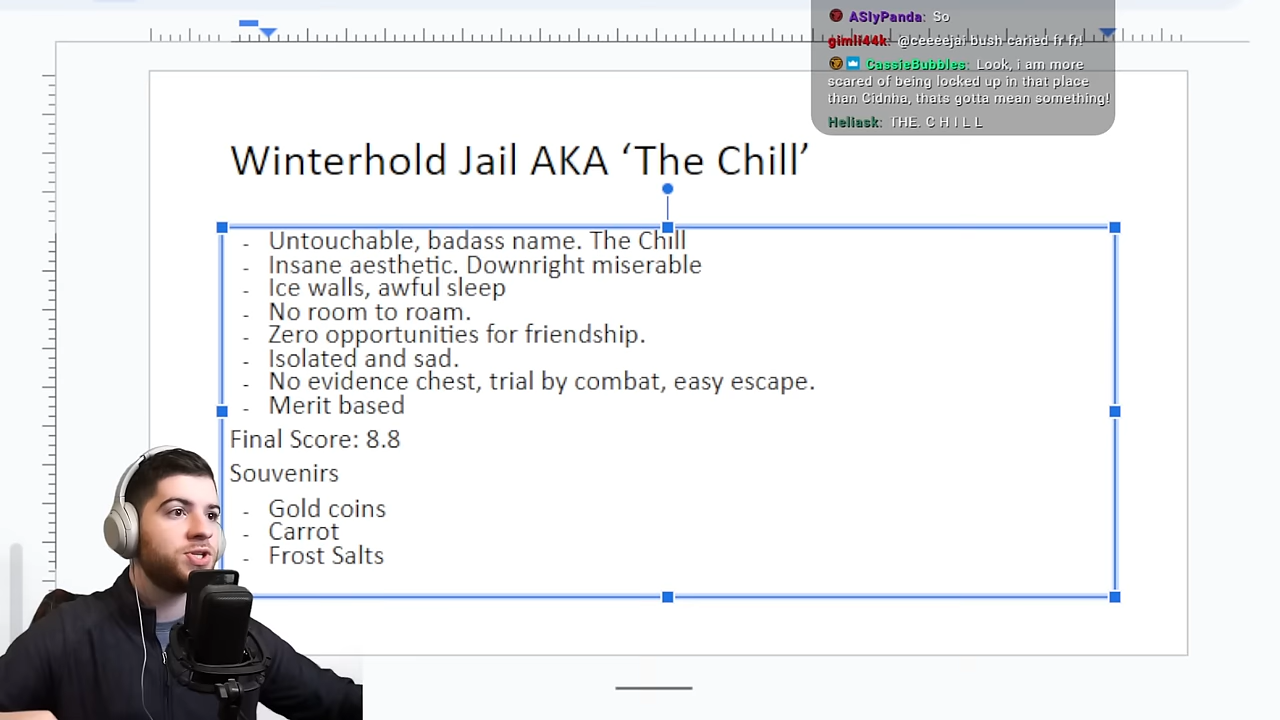 ASlyPanda: So
gimli44k: @ceeeejai bush caried fr fr!
CassieBubbles: Look, i am more
scared of being locked up in that place
than Cidnha, thats gotta mean something!
Heliask: THE. C H I L L
Winterhold Jail AKA ‘The Chill’
- Untouchable, badass name. The Chill
- Insane aesthetic. Downright miserable
- Ice walls, awful sleep
- No room to roam.
- Zero opportunities for friendship.
- Isolated and sad.
- No evidence chest, trial by combat, easy escape.
- Merit based
Final Score: 8.8
Souvenirs
- Gold coins
- Carrot
- Frost Salts